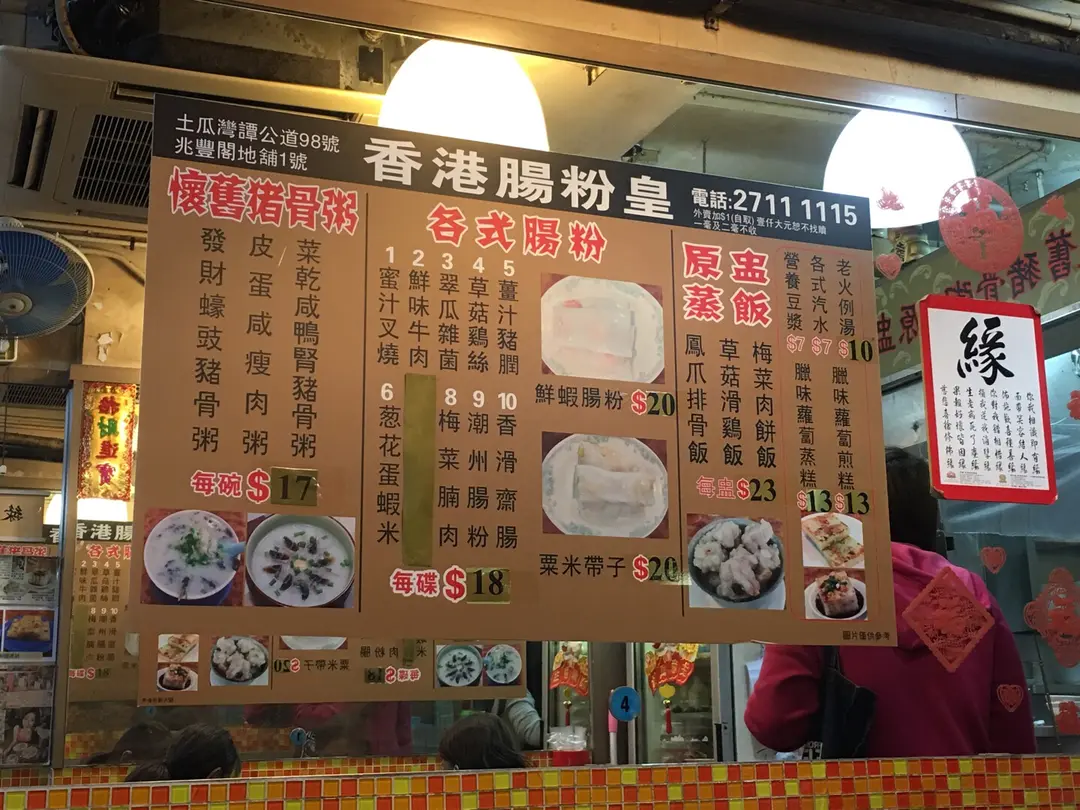 土瓜灣譚公道98號
兆豐閣地舖1號
香港腸粉皇
電話:2711 1115
外賣加$1(自取) 壹仟大元恕不找贖
一毫及二毫不收
懷舊猪骨粥
菜乾咸鴨腎豬骨粥
皮蛋咸瘦肉粥
發財蠔豉豬骨粥
每碗$17
各式腸粉
1 蜜汁叉燒
2 鮮味牛肉
3 翠瓜雜菌
4 草菇鷄絲
5 薑汁豬膶
6 葱花蛋蝦米
8 梅菜腩肉
9 潮州腸粉
10 香滑齋腸
每碟$18
鮮蝦腸粉 $20
粟米帶子 $20
原盅
蒸飯
梅菜肉餅飯
草菇滑鷄飯
鳳爪排骨飯
每盅$23
老火例湯 $10
各式汽水 $7
營養豆漿 $7
臘味蘿蔔煎糕 $13
臘味蘿蔔蒸糕 $13
圖片僅供參考
緣
4
招財進寶
香港